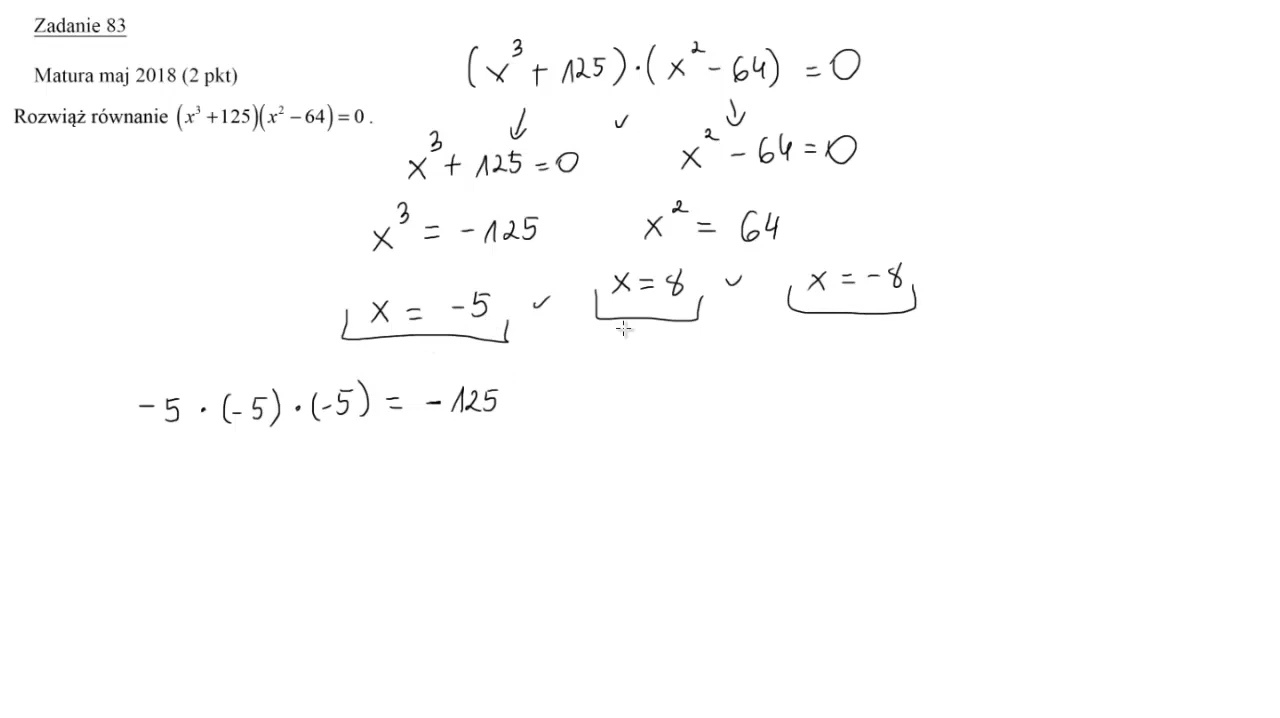 Zadanie 83
Matura maj 2018 (2 pkt)
Rozwiąż równanie (x³ + 125)(x² − 64) = 0 .
(x³ + 125) · (x² − 64) = 0
x³ + 125 = 0 ∨ x² − 64 = 0
x³ = −125 x² = 64
x = −5 ∨ x = 8 ∨ x = −8
−5 · (−5) · (−5) = −125